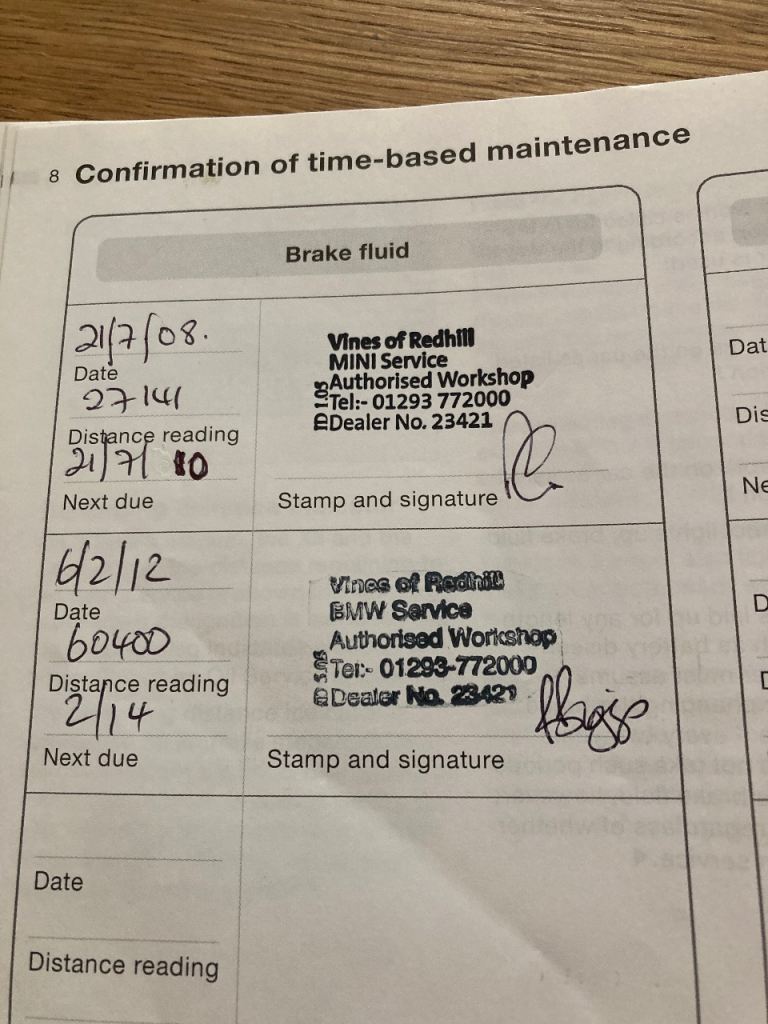 8 Confirmation of time-based maintenance
Brake fluid
21/7/08.
Date
27141
Distance reading
21/7/ 10
Next due
Vines of Redhill
MINI Service
Authorised Workshop
Tel:- 01293 772000
Dealer No. 23421
Stamp and signature
6/2/12
Date
60400
Distance reading
2/14
Next due
Vines of Redhill
BMW Service
Authorised Workshop
Tel:- 01293-772000
Dealer No. 23421
Stamp and signature
Date
Distance reading
Dat
Dis
Ne
D